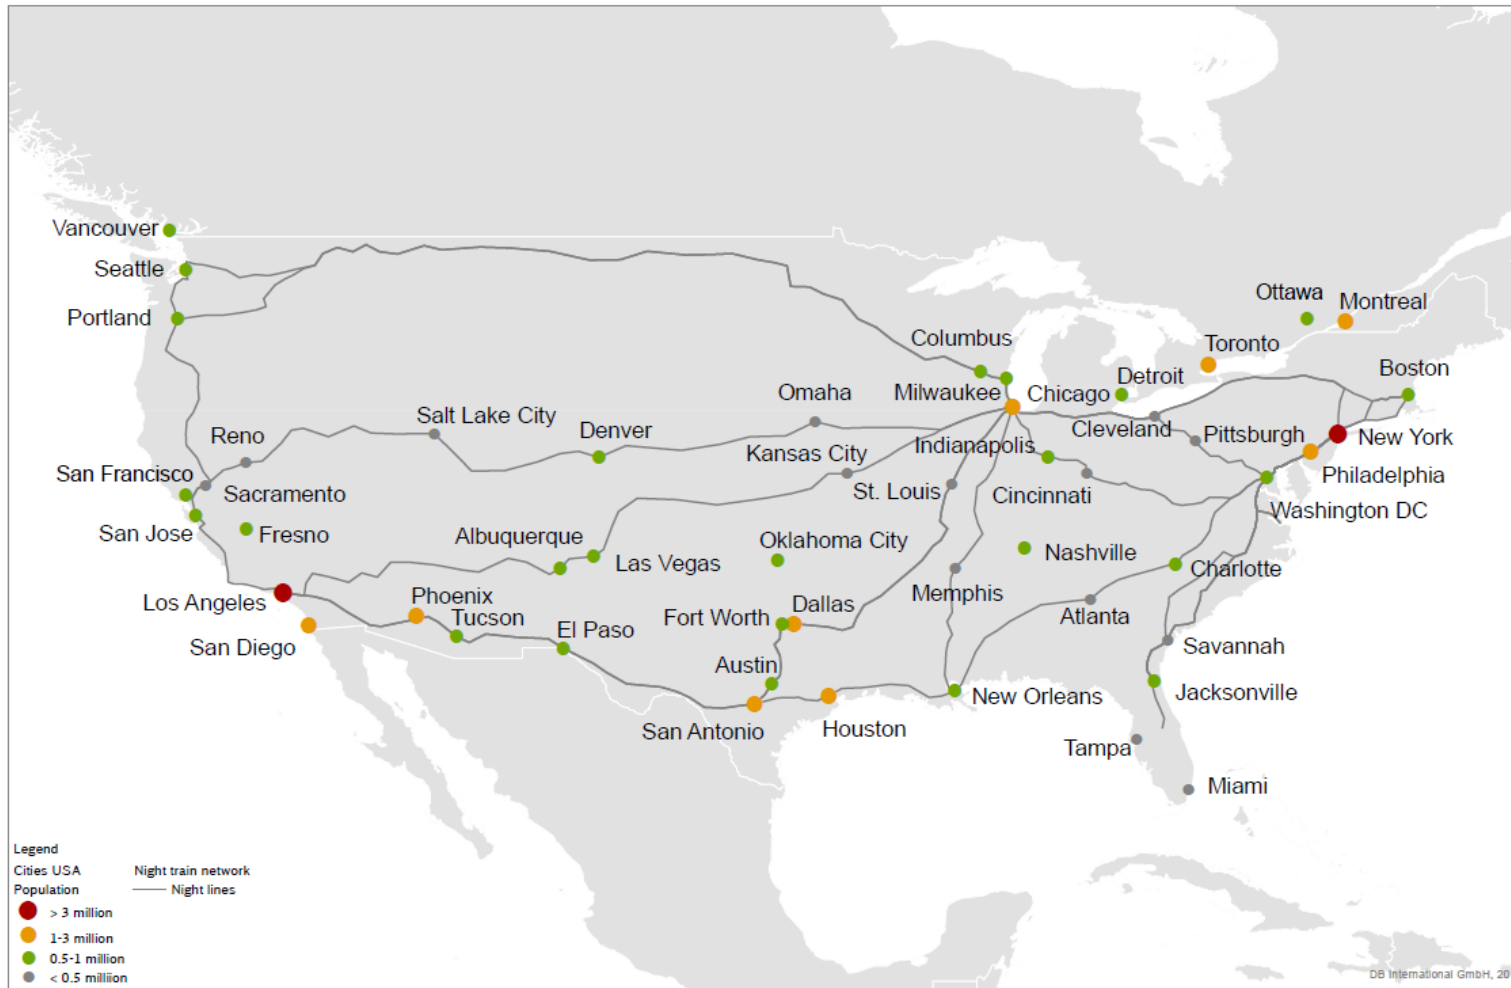 Vancouver
Seattle
Portland
Ottawa
Montreal
Columbus
Toronto
Boston
Detroit
Omaha
Milwaukee
Chicago
Salt Lake City
Reno
Denver
Cleveland
Pittsburgh
New York
Kansas City
Indianapolis
San Francisco
Philadelphia
Sacramento
St. Louis
Cincinnati
Washington DC
San Jose
Fresno
Albuquerque
Oklahoma City
Nashville
Las Vegas
Charlotte
Los Angeles
Phoenix
Memphis
Tucson
Fort Worth
Dallas
Atlanta
El Paso
San Diego
Savannah
Austin
Jacksonville
New Orleans
San Antonio
Houston
Tampa
Miami
Legend
Cities USA
Night train network
Population
Night lines
> 3 million
1-3 million
0.5-1 million
< 0.5 milliion
DB International GmbH, 20